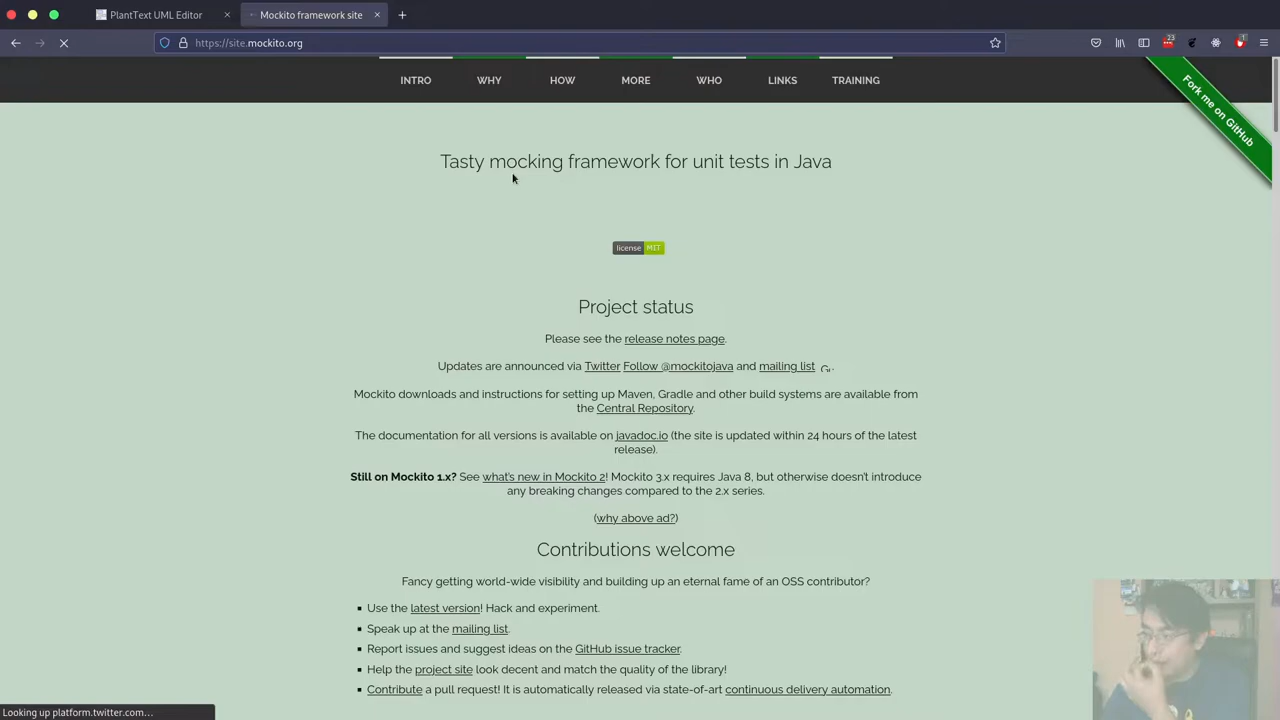 PlantText UML Editor
Mockito framework site
https://site.mockito.org
23
1
INTRO
WHY
HOW
MORE
WHO
LINKS
TRAINING
Fork me on GitHub
Tasty mocking framework for unit tests in Java
license MIT
Project status
Please see the release notes page.
Updates are announced via Twitter Follow @mockitojava and mailing list
Mockito downloads and instructions for setting up Maven, Gradle and other build systems are available from
the Central Repository.
The documentation for all versions is available on javadoc.io (the site is updated within 24 hours of the latest
release).
Still on Mockito 1.x? See what's new in Mockito 2! Mockito 3.x requires Java 8, but otherwise doesn't introduce
any breaking changes compared to the 2.x series.
(why above ad?)
Contributions welcome
Fancy getting world-wide visibility and building up an eternal fame of an OSS contributor?
Use the latest version! Hack and experiment.
Speak up at the mailing list.
Report issues and suggest ideas on the GitHub issue tracker.
Help the project site look decent and match the quality of the library!
Contribute a pull request! It is automatically released via state-of-art continuous delivery automation.
Looking up platform.twitter.com...